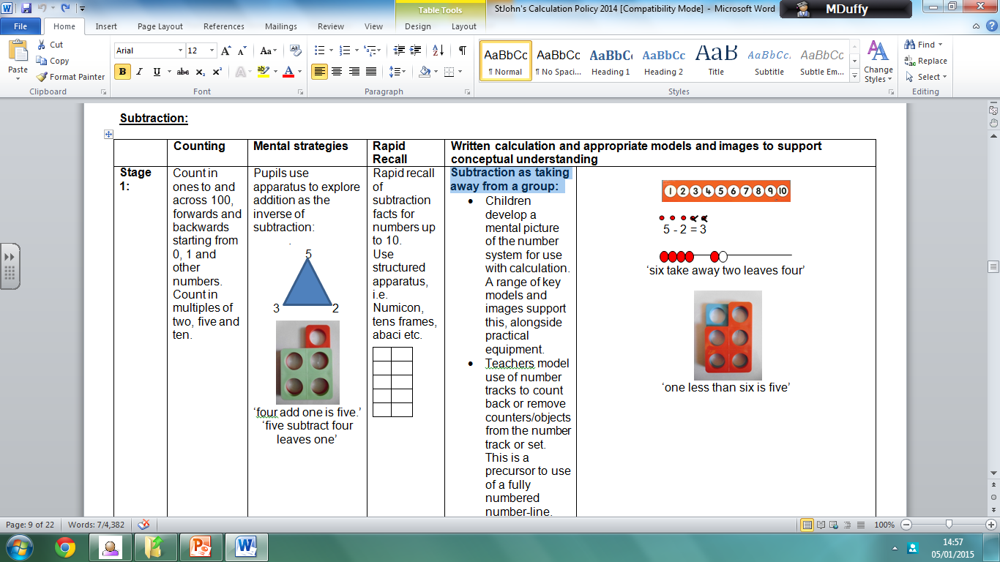 Table Tools
StJohn's Calculation Policy 2014 [Compatibility Mode] - Microsoft Word
MDuffy
File
Home
Insert
Page Layout
References
Mailings
Review
View
Design
Layout
Paste
Cut
Copy
Format Painter
Clipboard
Arial
12
Aa
B I U abc x₂ x²
A
Font
Paragraph
AaBbCc
¶ Normal
AaBbCc
¶ No Spaci...
AaBbCc
Heading 1
AaBbCc
Heading 2
AaB
Title
AaBbCc.
Subtitle
AaBbCc
Subtle Em...
Styles
Change
Styles
Find
Replace
Select
Editing
Subtraction:
Counting
Mental strategies
Rapid
Recall
Written calculation and appropriate models and images to support
conceptual understanding
Stage
1:
Count in
ones to and
across 100,
forwards and
backwards
starting from
0, 1 and
other
numbers.
Count in
multiples of
two, five and
ten.
Pupils use
apparatus to explore
addition as the
inverse of
subtraction:
.
5
3
2
‘four add one is five.’
‘five subtract four
leaves one’
Rapid recall
of
subtraction
facts for
numbers up
to 10.
Use
structured
apparatus,
i.e.
Numicon,
tens frames,
abaci etc.
Subtraction as taking
away from a group:
• Children
develop a
mental picture
of the number
system for use
with calculation.
A range of key
models and
images support
this, alongside
practical
equipment.
• Teachers model
use of number
tracks to count
back or remove
counters/objects
from the number
track or set.
This is a
precursor to use
of a fully
numbered
number-line.
1 2 3 4 5 6 7 8 9 10
5 - 2 = 3
‘six take away two leaves four’
‘one less than six is five’
Page: 9 of 22
Words: 7/4,382
100%
14:57
05/01/2015